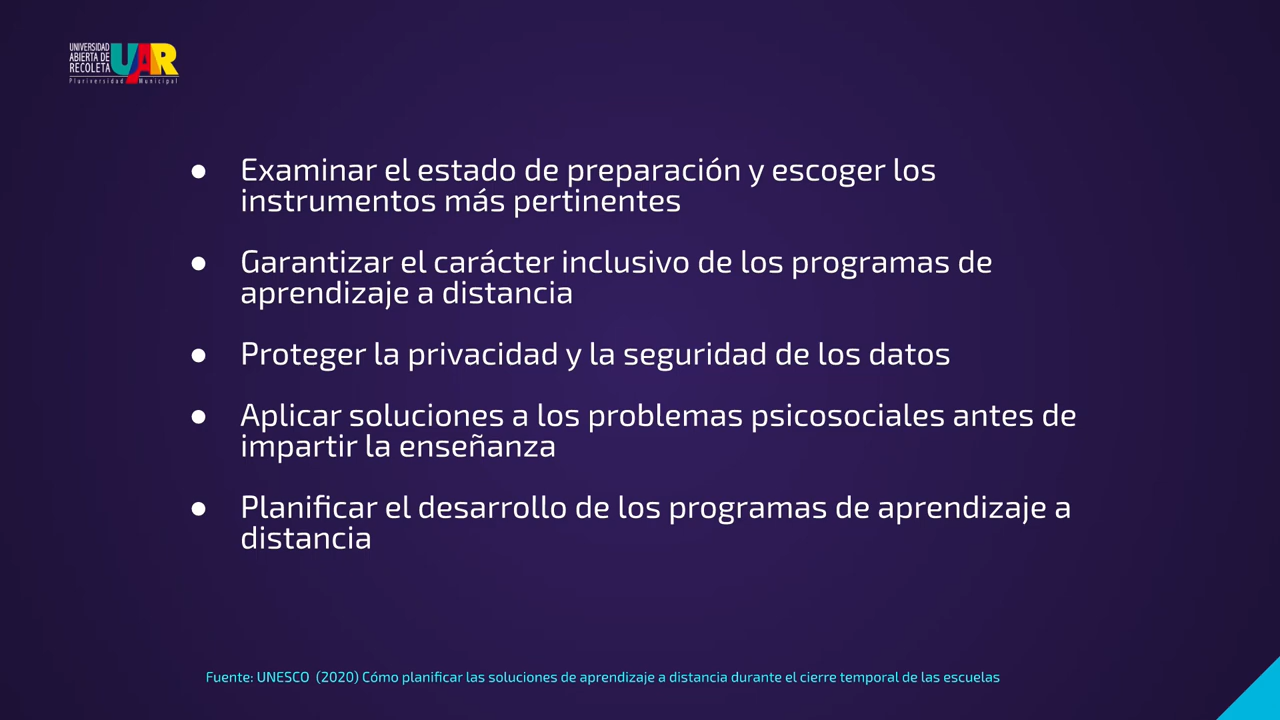 UNIVERSIDAD
ABIERTA DE
RECOLETA
UAR
Pluriversidad Municipal
● Examinar el estado de preparación y escoger los
instrumentos más pertinentes
● Garantizar el carácter inclusivo de los programas de
aprendizaje a distancia
● Proteger la privacidad y la seguridad de los datos
● Aplicar soluciones a los problemas psicosociales antes de
impartir la enseñanza
● Planificar el desarrollo de los programas de aprendizaje a
distancia
Fuente: UNESCO (2020) Cómo planificar las soluciones de aprendizaje a distancia durante el cierre temporal de las escuelas